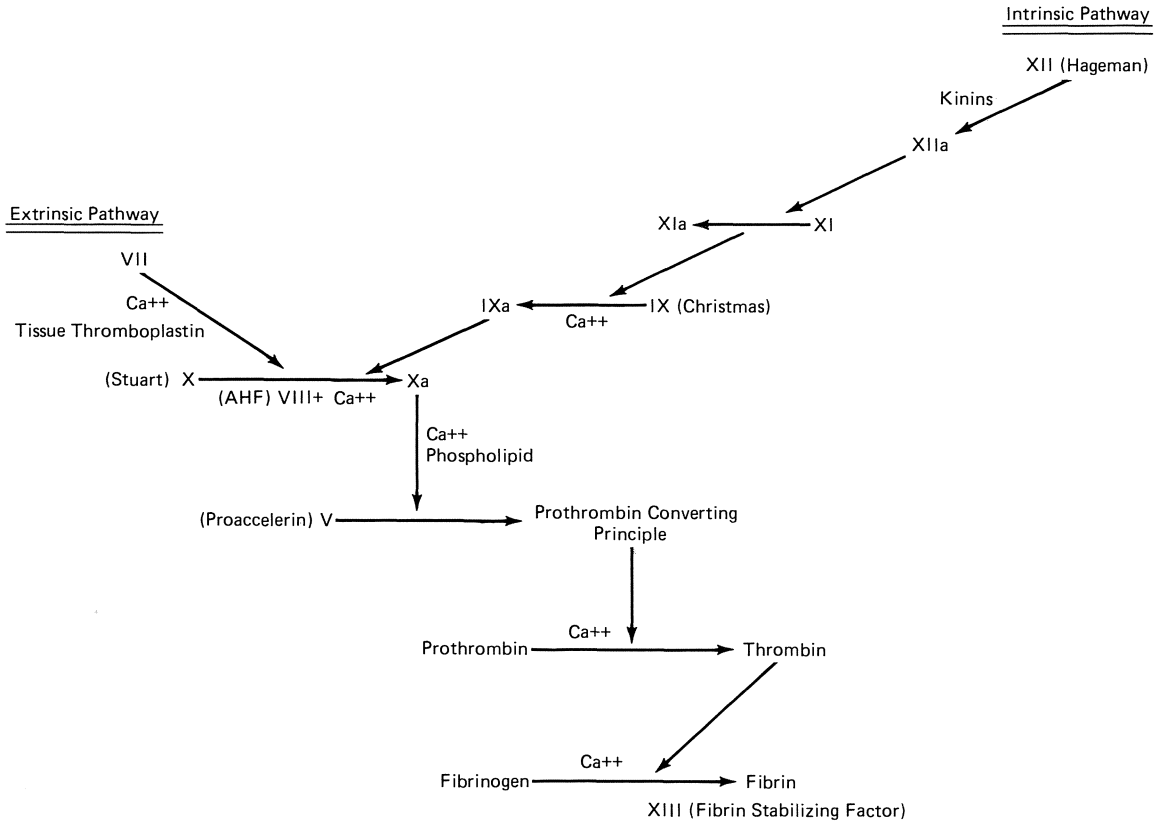 Intrinsic Pathway
XII (Hageman)
Kinins
XIIa
Extrinsic Pathway
XIa XI
VII
Ca++
Tissue Thromboplastin
IXa IX (Christmas)
Ca++
(Stuart) X Xa
(AHF) VIII+ Ca++
Ca++
Phospholipid
(Proaccelerin) V Prothrombin Converting
Principle
Ca++
Prothrombin Thrombin
Ca++
Fibrinogen Fibrin
XIII (Fibrin Stabilizing Factor)